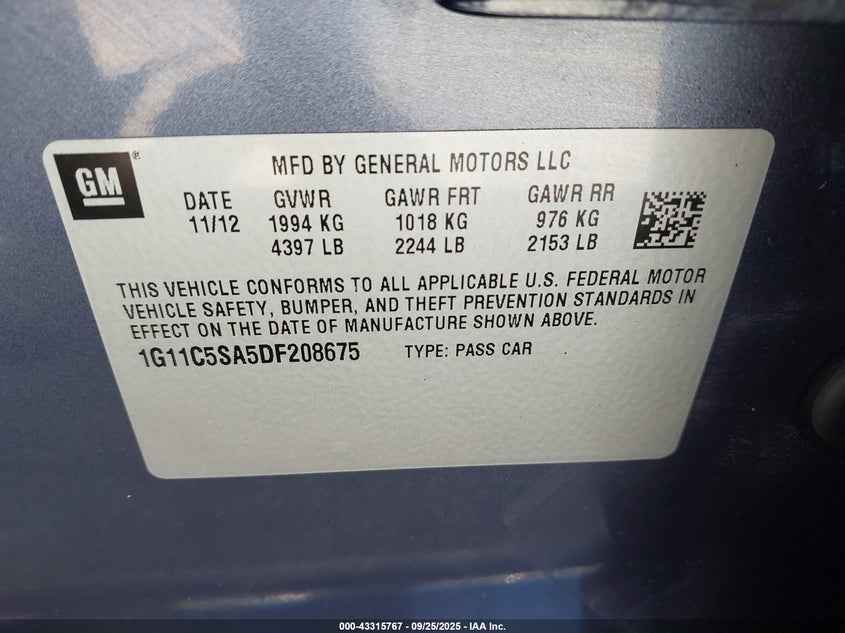 GM
MFD BY GENERAL MOTORS LLC
DATE GVWR GAWR FRT GAWR RR
11/12 1994 KG 1018 KG 976 KG
4397 LB 2244 LB 2153 LB
THIS VEHICLE CONFORMS TO ALL APPLICABLE U.S. FEDERAL MOTOR
VEHICLE SAFETY, BUMPER, AND THEFT PREVENTION STANDARDS IN
EFFECT ON THE DATE OF MANUFACTURE SHOWN ABOVE.
1G11C5SA5DF208675 TYPE: PASS CAR
000-43315767 - 09/25/2025 - IAA Inc.